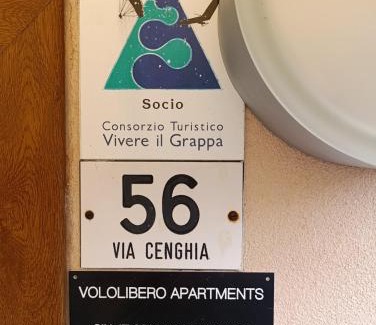 Socio
Consorzio Turistico
Vivere il Grappa
56
VIA CENGHIA
VOLOLIBERO APARTMENTS